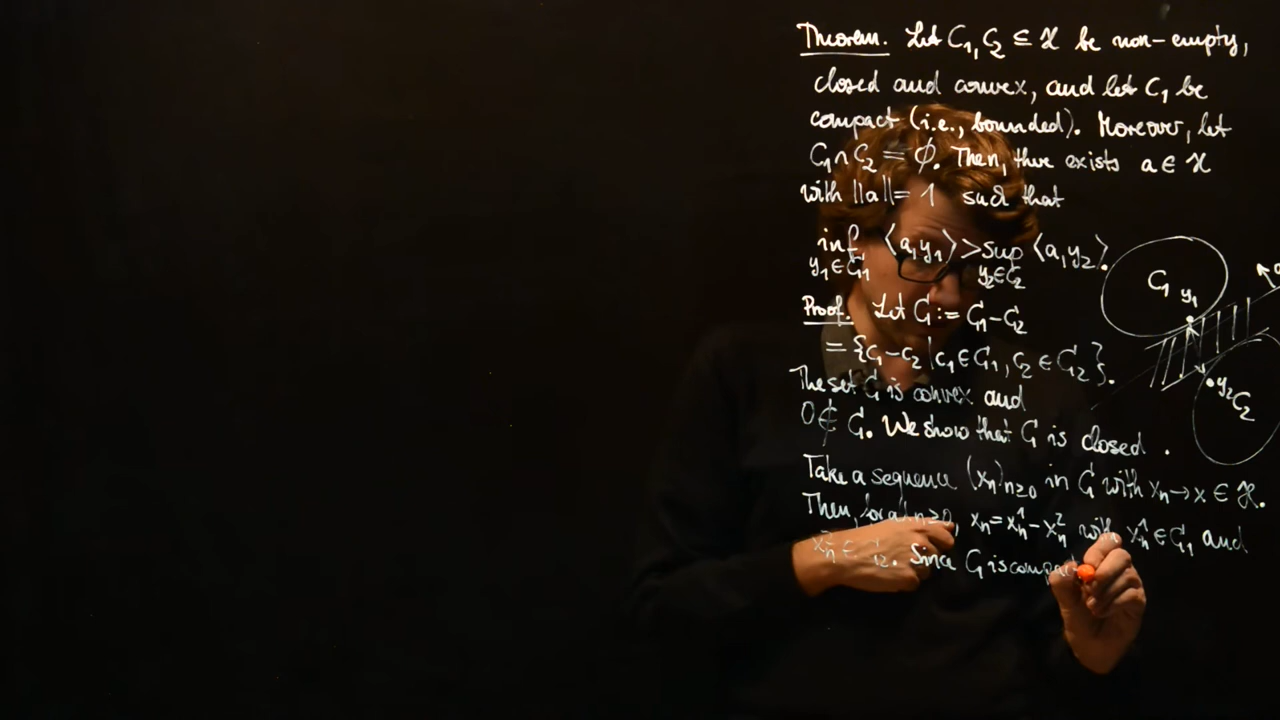 Theorem. Let C₁, C₂ ⊆ ℋ be non-empty,
closed and convex, and let C₁ be
compact (i.e., bounded). Moreover, let
C₁ ∩ C₂ = ∅. Then, there exists a ∈ ℋ
with ||a|| = 1 such that
inf ⟨a, y₁⟩ > sup ⟨a, y₂⟩.
y₁ ∈ C₁ y₂ ∈ C₂
Proof. Let C := C₁ - C₂
= {c₁ - c₂ | c₁ ∈ C₁, c₂ ∈ C₂}.
The set C is convex and
0 ∉ C. We show that C is closed.
Take a sequence (xₙ)ₙ≥₀ in C with xₙ → x ∈ ℋ.
Then, for all n≥0, xₙ = xₙ¹ - xₙ² with xₙ¹ ∈ C₁ and
xₙ² ∈ C₂. Since C is compact
C₁ y₁
a
y₂ C₂